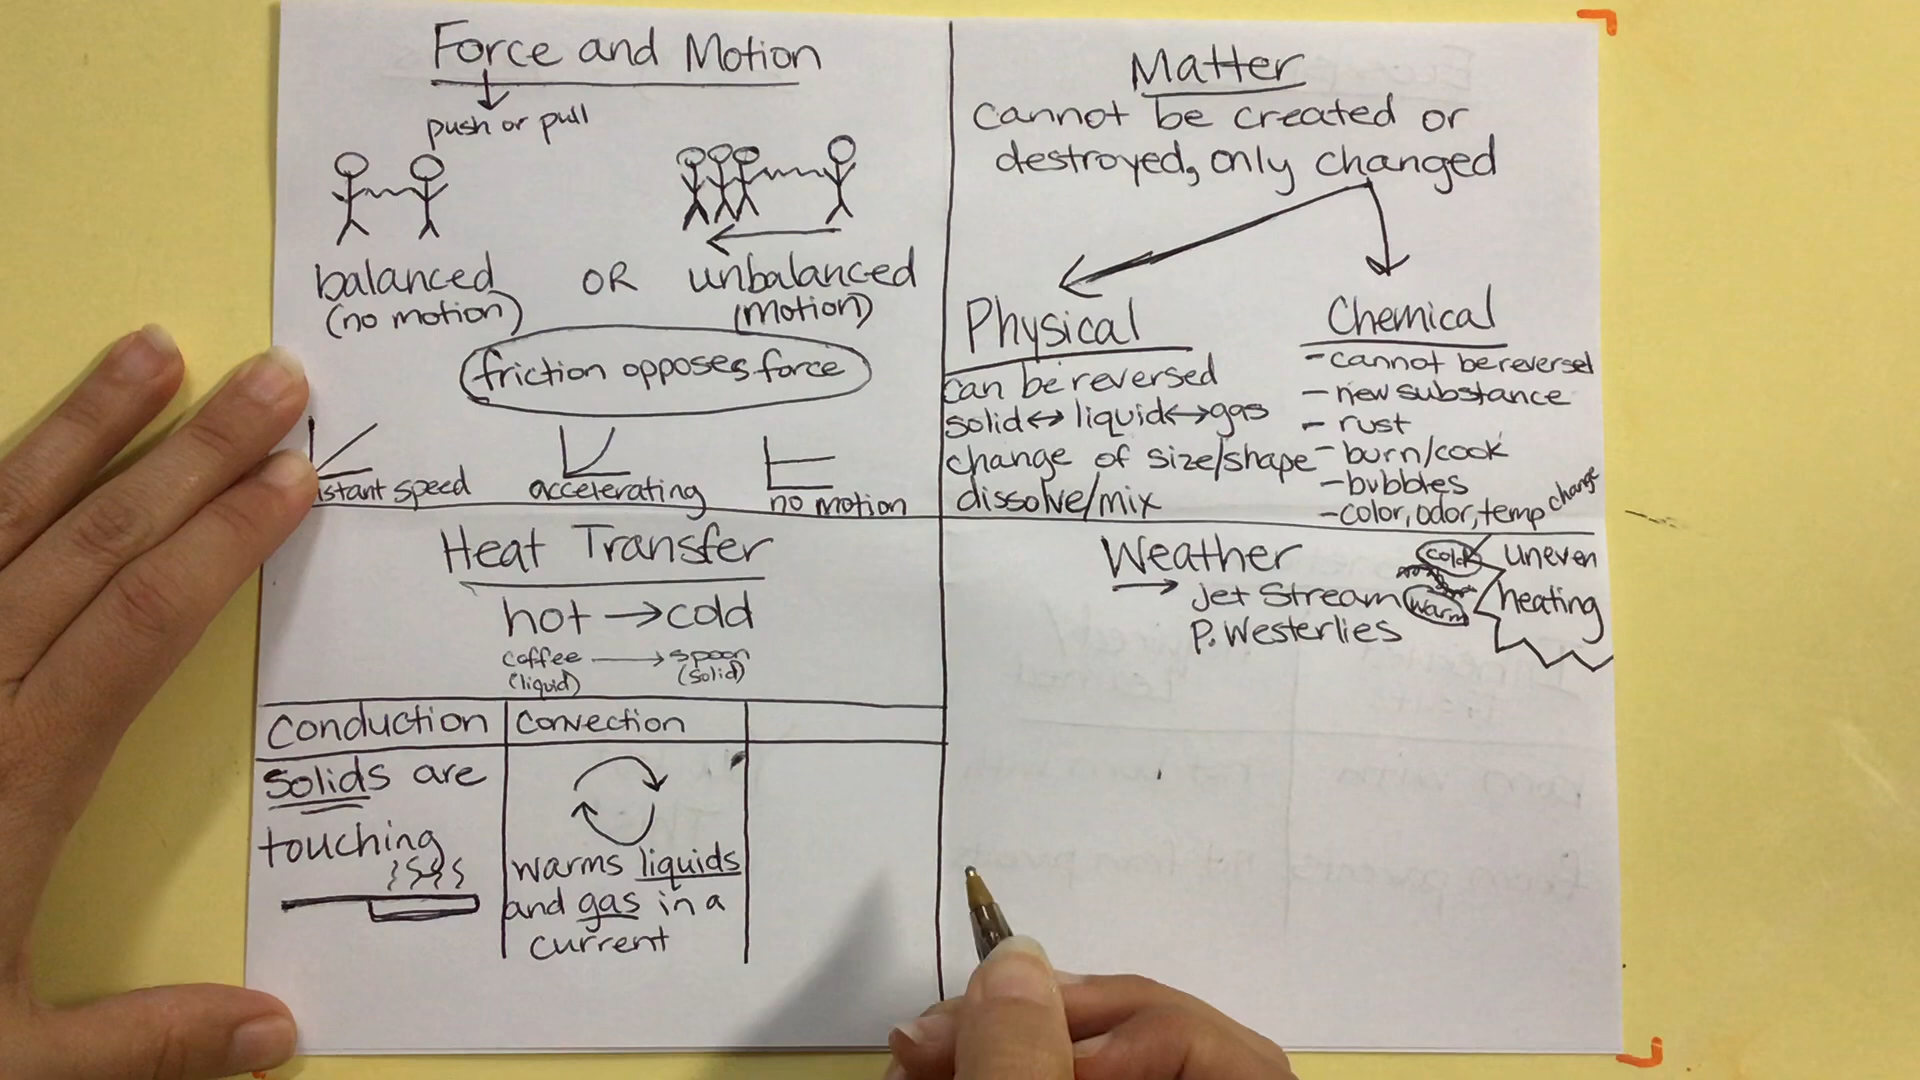 Force and Motion
push or pull
balanced OR unbalanced
(no motion) (motion)
friction opposes force
stant speed accelerating no motion
Matter
cannot be created or
destroyed, only changed
Physical
can be reversed
solid↔liquid↔gas
change of size/shape
dissolve/mix
Chemical
- cannot be reversed
- new substance
- rust
- burn/cook
- bubbles
- color, odor, temp change
Heat Transfer
hot → cold
coffee → spoon
(liquid) (solid)
conduction
solids are
touching
convection
warms liquids
and gas in a
current
Weather
→ Jet Stream
P. Westerlies
cold
warm
uneven
heating